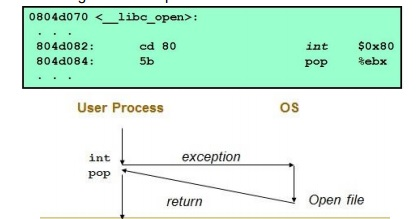 0804d070 <__libc_open>:
. . .
804d082: cd 80 int $0x80
804d084: 5b pop %ebx
. . .
User Process OS
int exception
pop
return Open file